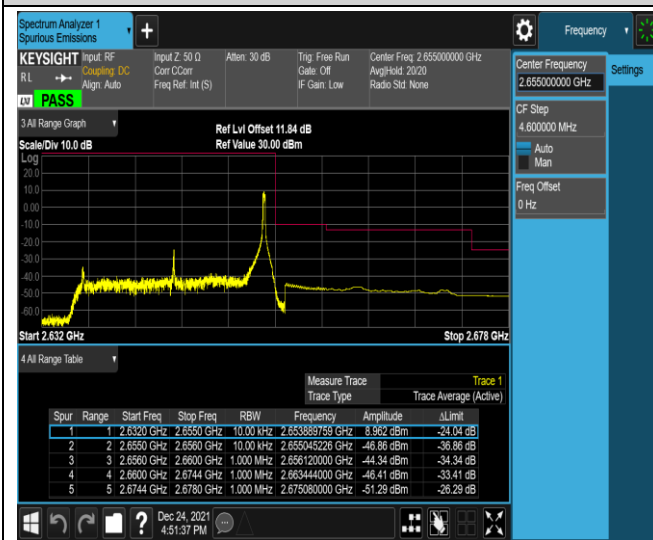 Spectrum Analyzer 1
Spurious Emissions
Frequency
KEYSIGHT
Input: RF
Coupling: DC
Align: Auto
Input Z: 50 Ω
Corr CCorr
Freq Ref: Int (S)
Atten: 30 dB
Trig: Free Run
Gate: Off
IF Gain: Low
Center Freq: 2.655000000 GHz
Avg|Hold: 20/20
Radio Std: None
R L
LXI
PASS
Center Frequency
2.655000000 GHz
Settings
CF Step
4.600000 MHz
Auto
Man
Freq Offset
0 Hz
3 All Range Graph
Ref Lvl Offset 11.84 dB
Scale/Div 10.0 dB
Ref Value 30.00 dBm
Log
20.0
10.0
0.00
-10.0
-20.0
-30.0
-40.0
-50.0
-60.0
Start 2.632 GHz
Stop 2.678 GHz
4 All Range Table
Measure Trace Trace 1
Trace Type Trace Average (Active)
Spur Range Start Freq Stop Freq RBW Frequency Amplitude ΔLimit
1 1 2.6320 GHz 2.6550 GHz 10.00 kHz 2.653889759 GHz 8.962 dBm -24.04 dB
2 2 2.6550 GHz 2.6560 GHz 10.00 kHz 2.655045226 GHz -46.86 dBm -36.86 dB
3 3 2.6560 GHz 2.6600 GHz 1.000 MHz 2.656120000 GHz -44.34 dBm -34.34 dB
4 4 2.6600 GHz 2.6744 GHz 1.000 MHz 2.663444000 GHz -46.41 dBm -33.41 dB
5 5 2.6744 GHz 2.6780 GHz 1.000 MHz 2.675080000 GHz -51.29 dBm -26.29 dB
?
Dec 24, 2021
4:51:37 PM